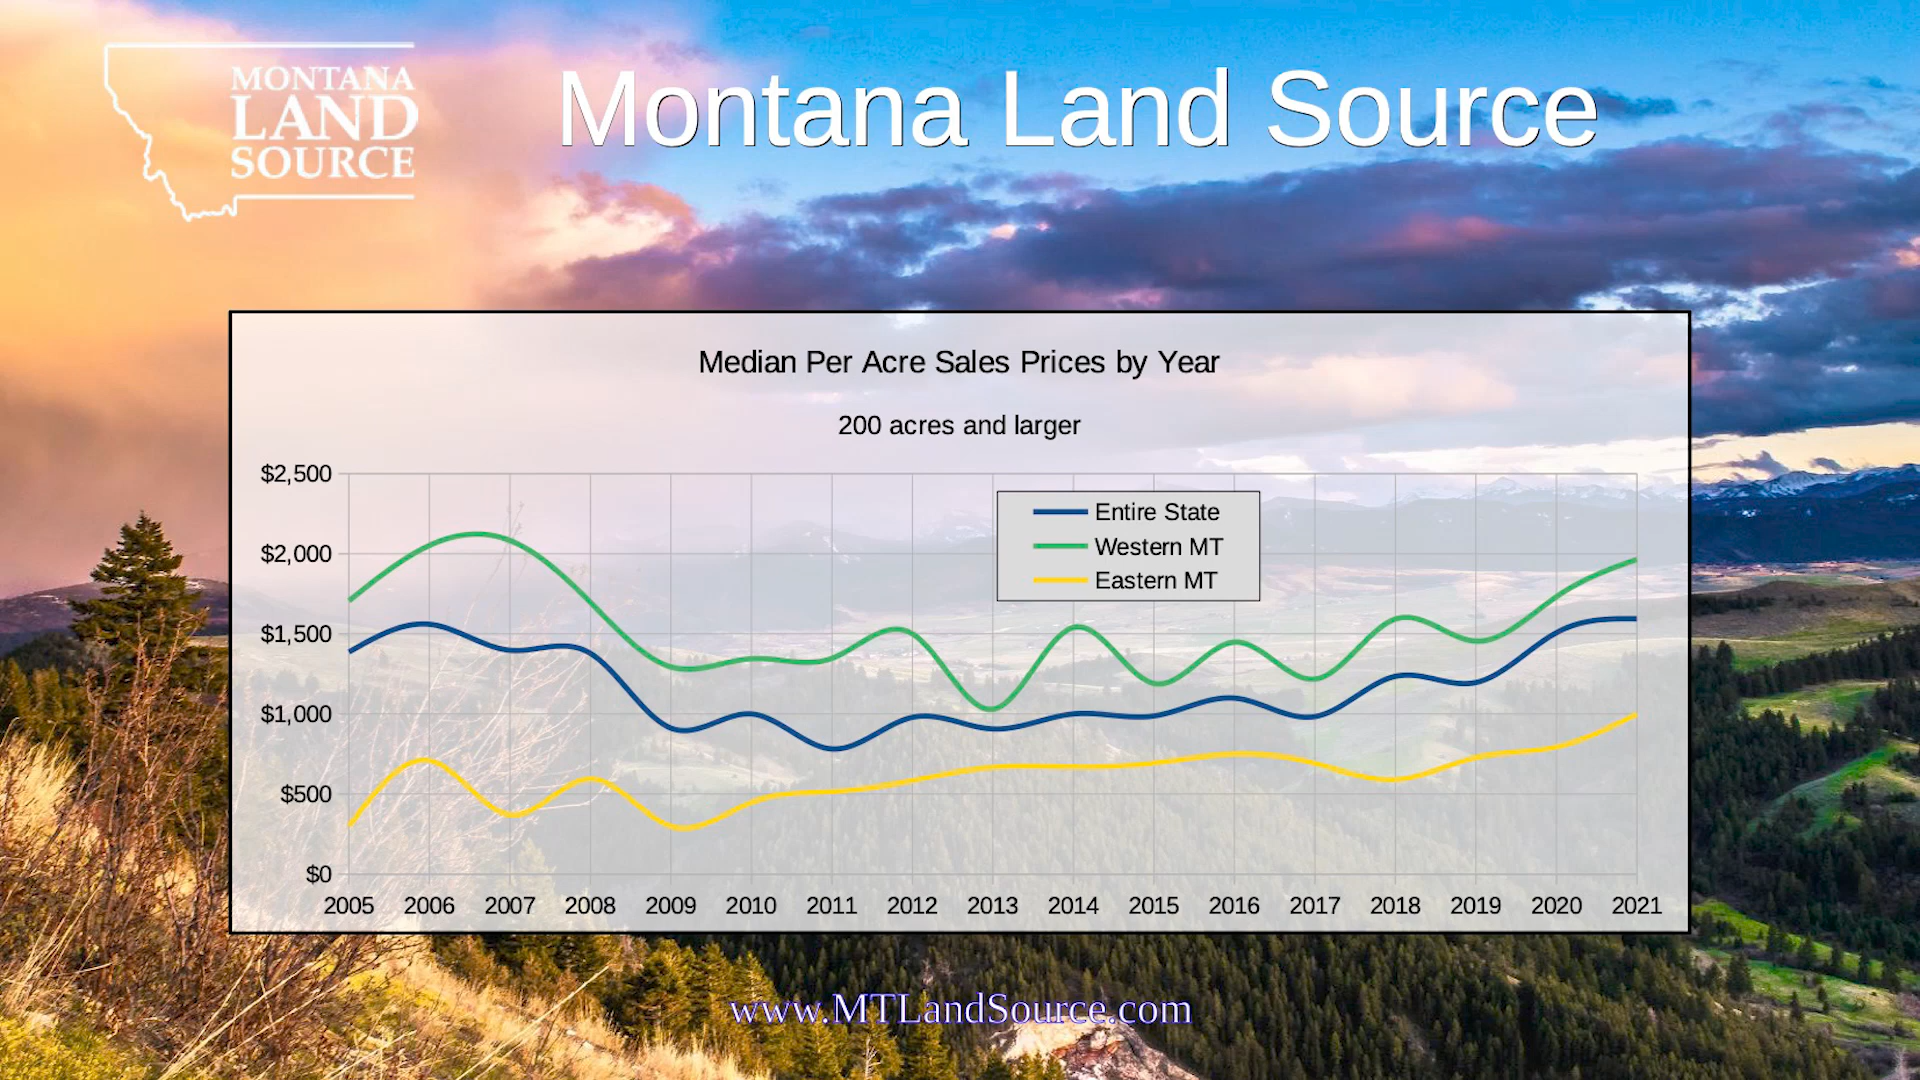 MONTANA
LAND
SOURCE
Montana Land Source
Median Per Acre Sales Prices by Year
200 acres and larger
$2,500
$2,000
$1,500
$1,000
$500
$0
Entire State
Western MT
Eastern MT
2005 2006 2007 2008 2009 2010 2011 2012 2013 2014 2015 2016 2017 2018 2019 2020 2021
www.MTLandSource.com